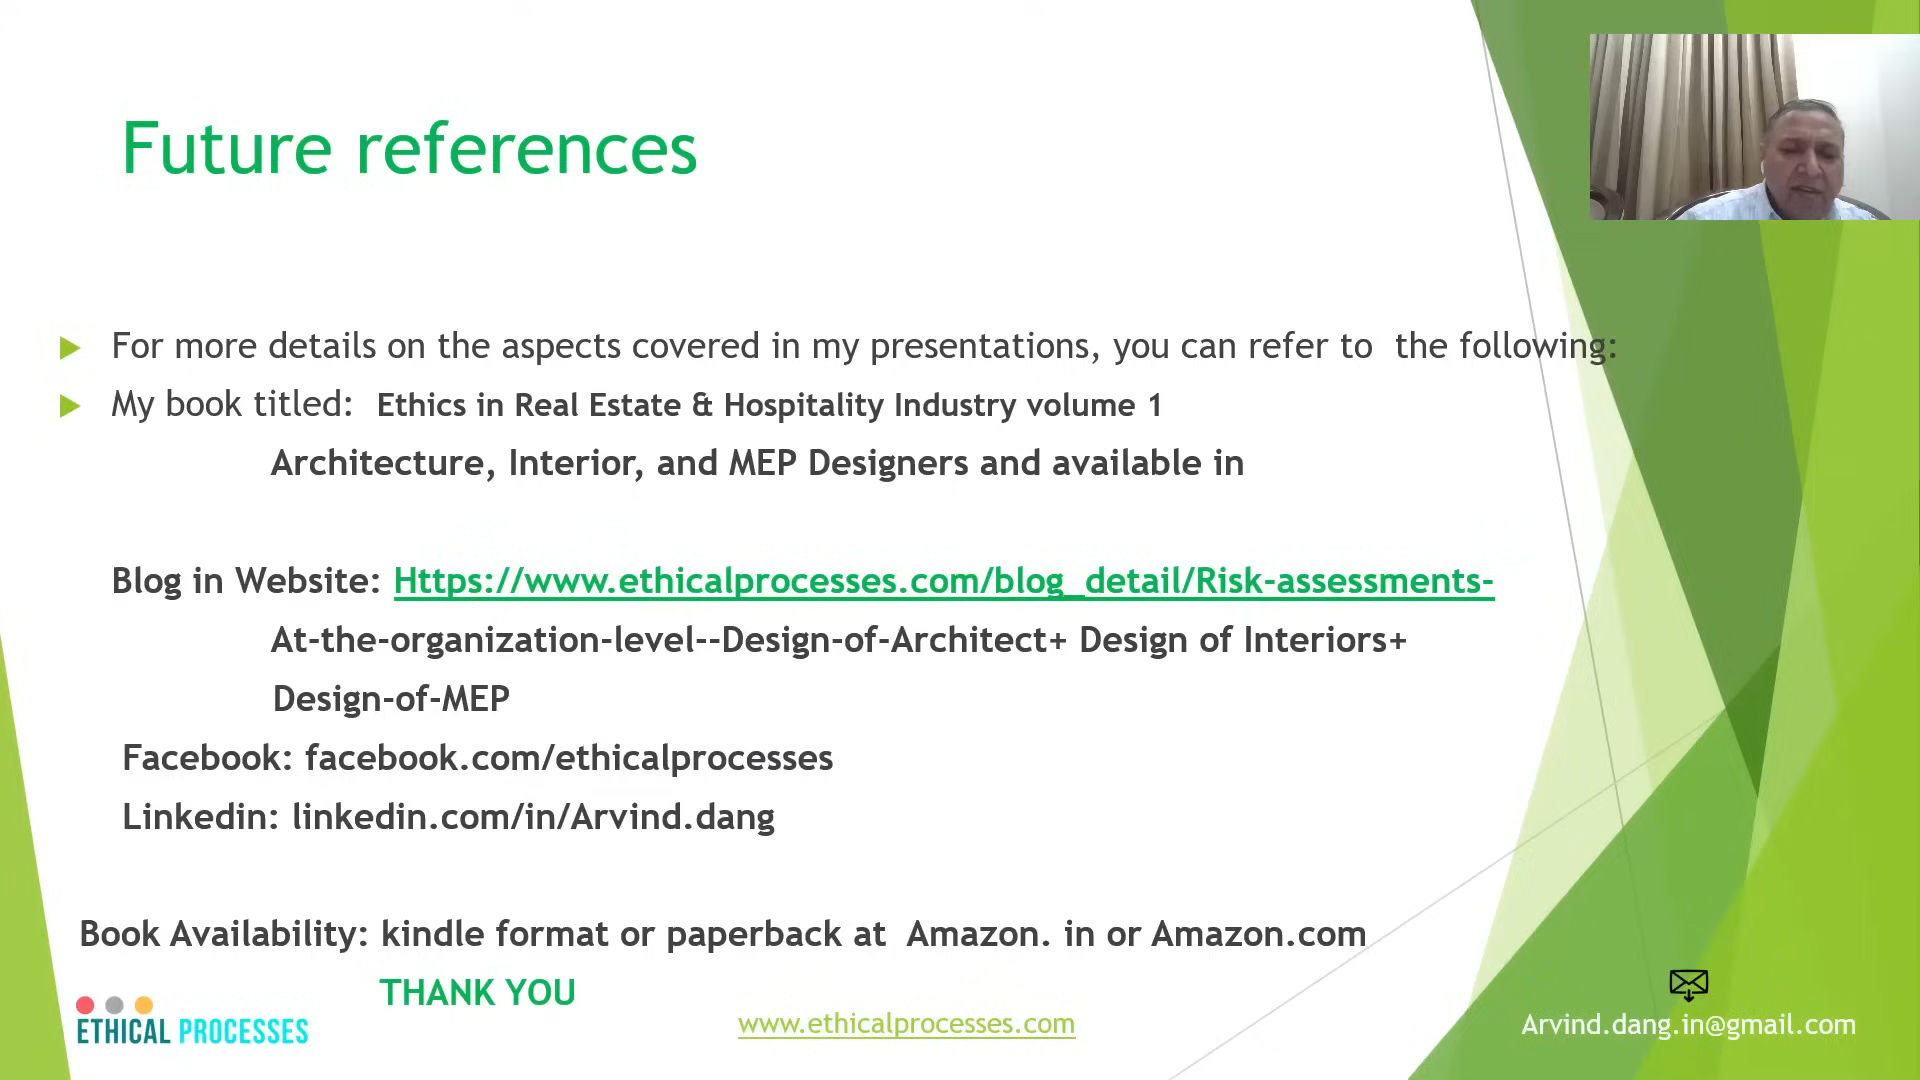 Future references
For more details on the aspects covered in my presentations, you can refer to the following:
My book titled: Ethics in Real Estate & Hospitality Industry volume 1
Architecture, Interior, and MEP Designers and available in
Blog in Website: Https://www.ethicalprocesses.com/blog_detail/Risk-assessments-
At-the-organization-level--Design-of-Architect+ Design of Interiors+
Design-of-MEP
Facebook: facebook.com/ethicalprocesses
Linkedin: linkedin.com/in/Arvind.dang
Book Availability: kindle format or paperback at Amazon. in or Amazon.com
THANK YOU
ETHICAL PROCESSES
www.ethicalprocesses.com
Arvind.dang.in@gmail.com